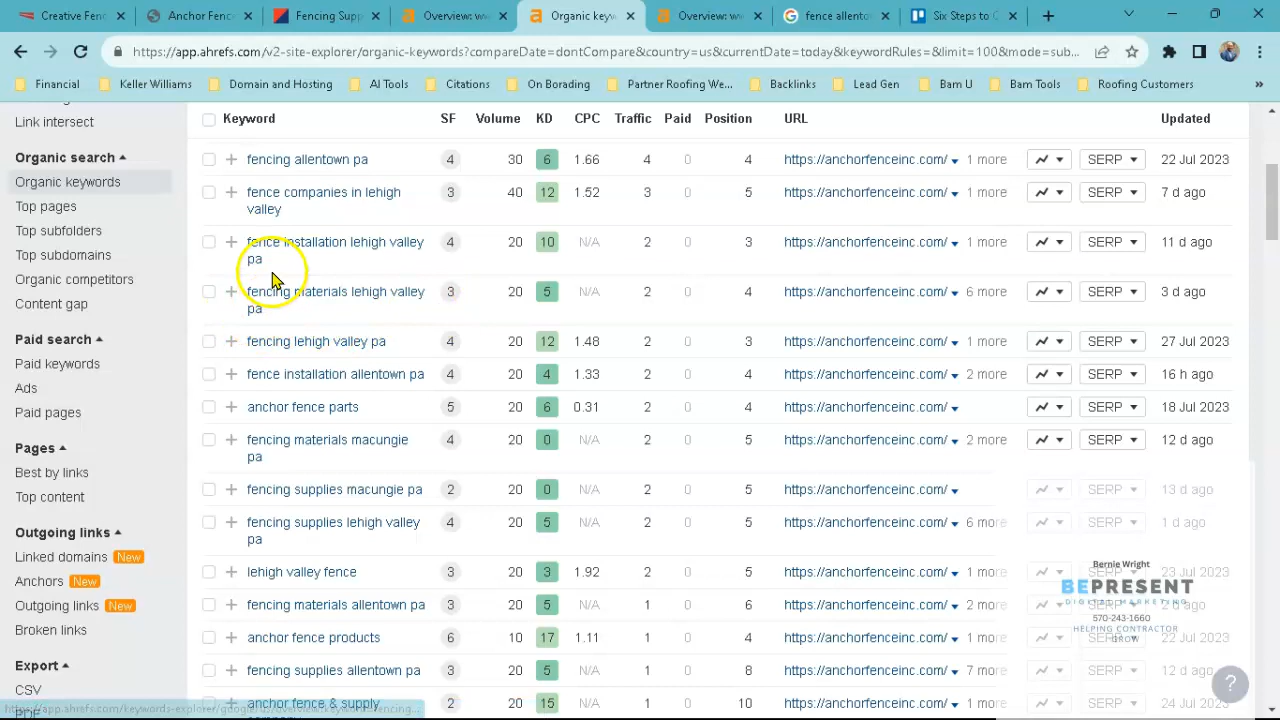 Fencing Service
Anchor Fence
Fencing Supp
Overview: w
Organic keyw
Overview: w
fence allento
Six Steps to
https://app.ahrefs.com/v2-site-explorer/organic-keywords?compareDate=dontCompare&country=us&currentDate=today&keywordRules=&limit=100&mode=sub...
Financial
Keller Williams
Domain and Hosting
AI Tools
Citations
On Borading
Partner Roofing We...
Backlinks
Lead Gen
Bam U
Bam Tools
Roofing Customers
»
Link intersect
Organic search
Organic keywords
Top pages
Top subfolders
Top subdomains
Organic competitors
Content gap
Paid search
Paid keywords
Ads
Paid pages
Pages
Best by links
Top content
Outgoing links
Linked domains New
Anchors New
Outgoing links New
Broken links
Export
CSV
Keyword SF Volume KD CPC Traffic Paid Position URL Updated
fencing allentown pa 4 30 6 1.66 4 0 4 https://anchorfenceinc.com/ 1 more SERP 22 Jul 2023
fence companies in lehigh valley 3 40 12 1.52 3 0 5 https://anchorfenceinc.com/ 1 more SERP 7 d ago
fence installation lehigh valley pa 4 20 10 N/A 2 0 3 https://anchorfenceinc.com/ 1 more SERP 11 d ago
fencing materials lehigh valley pa 3 20 5 N/A 2 0 4 https://anchorfenceinc.com/ 6 more SERP 3 d ago
fencing lehigh valley pa 4 20 12 1.48 2 0 3 https://anchorfenceinc.com/ 1 more SERP 27 Jul 2023
fence installation allentown pa 4 20 4 1.33 2 0 4 https://anchorfenceinc.com/ 2 more SERP 16 h ago
anchor fence parts 5 20 6 0.31 2 0 4 https://anchorfenceinc.com/ SERP 18 Jul 2023
fencing materials macungie pa 4 20 0 N/A 2 0 5 https://anchorfenceinc.com/ 2 more SERP 12 d ago
fencing supplies macungie pa 2 20 0 N/A 2 0 5 https://anchorfenceinc.com/ SERP 13 d ago
fencing supplies lehigh valley pa 4 20 5 N/A 2 0 5 https://anchorfenceinc.com/ 6 more SERP 1 d ago
lehigh valley fence 3 20 3 1.92 2 0 5 https://anchorfenceinc.com/ 1 more 23 Jul 2023
fencing materials allentown pa 3 20 5 N/A 1 0 6 https://anchorfenceinc.com/ 2 more
anchor fence products 6 10 17 1.11 1 0 4 https://anchorfenceinc.com/ 1 more 22 Jul 2023
fencing supplies allentown pa 3 20 5 N/A 1 0 8 https://anchorfenceinc.com/ 7 more SERP 12 d ago
anchor fence & supply 2 20 15 N/A 1 0 10 https://anchorfenceinc.com/ SERP 24 Jul 2023
Bernie Wright
BEPRESENT
DIGITAL MARKETING
570-243-1660
HELPING CONTRACTOR
GROW
?